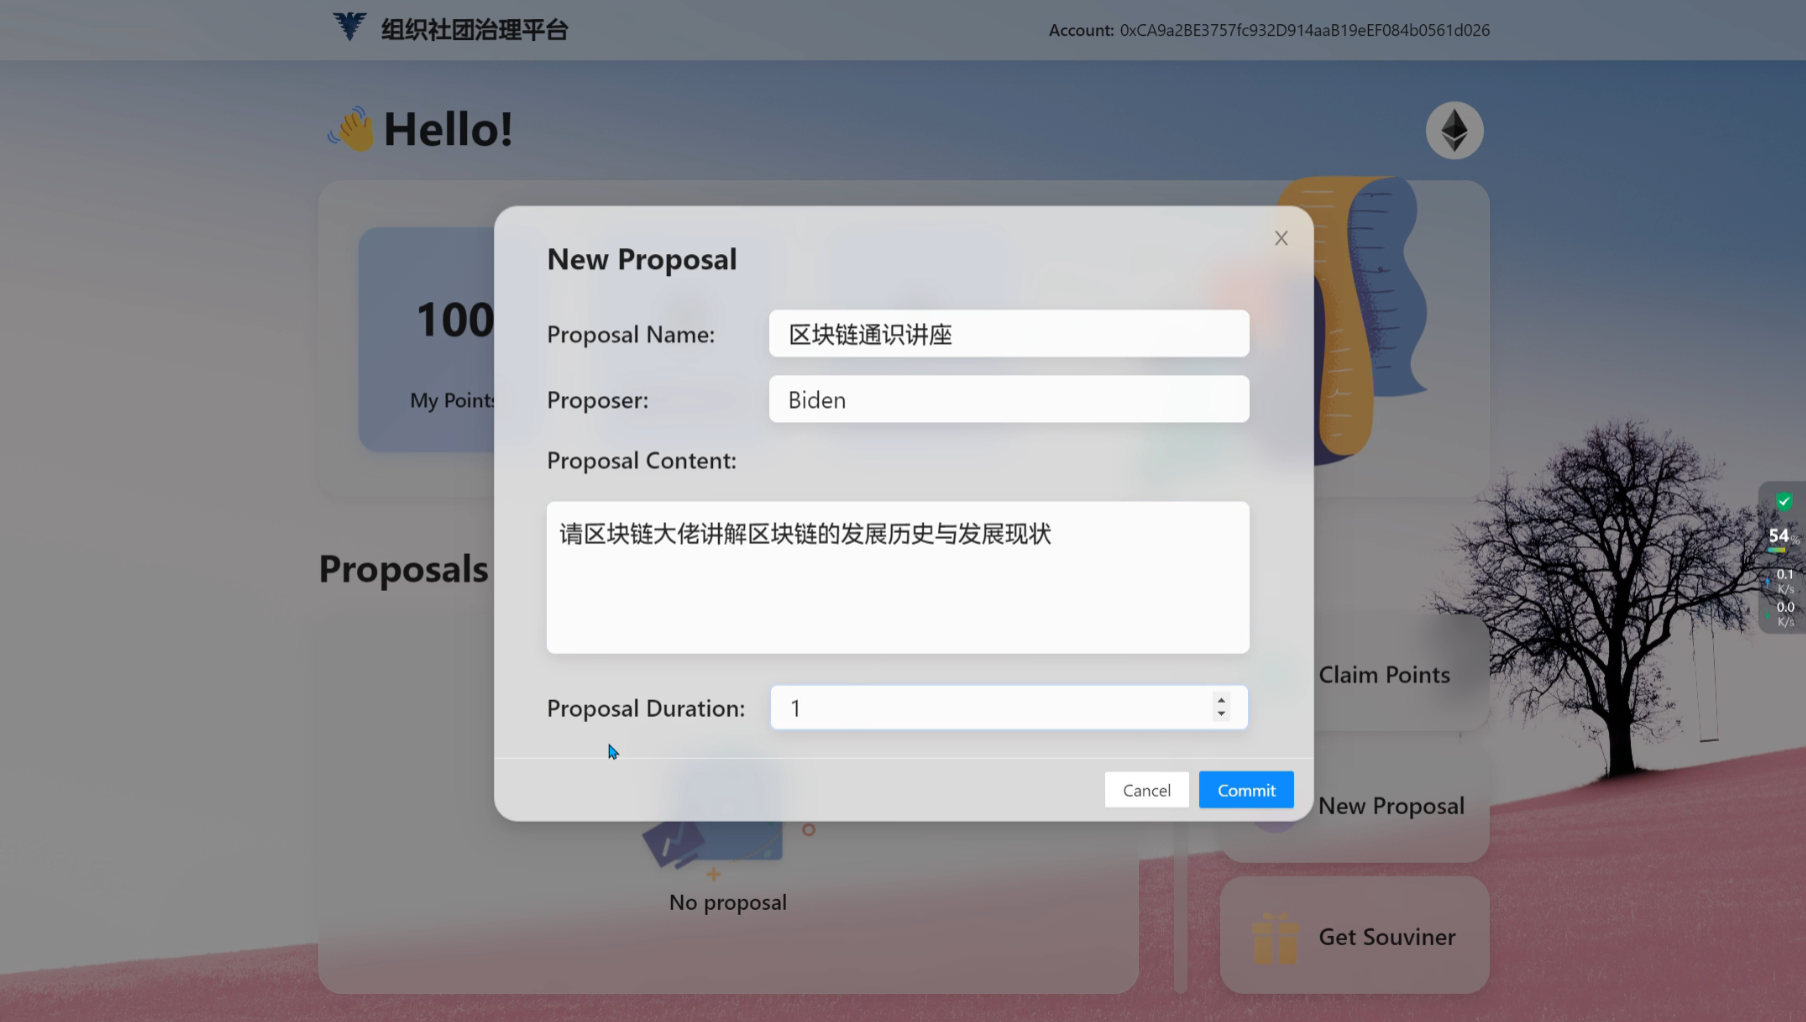 组织社团治理平台
Account: 0xCA9a2BE3757fc932D914aaB19eEF084b0561d026
Hello!
100
My Points
New Proposal
Proposal Name:
区块链通识讲座
Proposer:
Biden
Proposal Content:
请区块链大佬讲解区块链的发展历史与发展现状
Proposal Duration:
1
Cancel
Commit
Proposals
No proposal
Claim Points
New Proposal
Get Souviner
54%
0.1
K/s
0.0
K/s